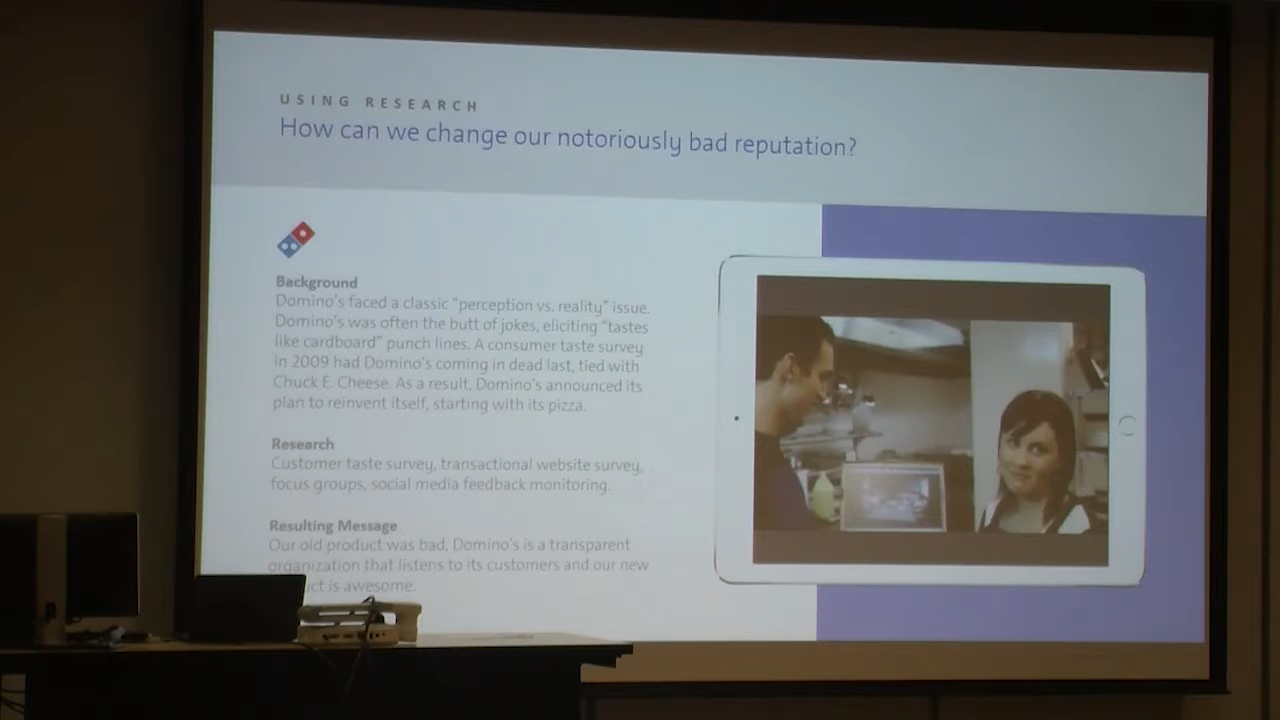 USING RESEARCH
How can we change our notoriously bad reputation?
Background
Domino's faced a classic "perception vs. reality" issue.
Domino's was often the butt of jokes, eliciting "tastes
like cardboard" punch lines. A consumer taste survey
in 2009 had Domino's coming in dead last, tied with
Chuck E. Cheese. As a result, Domino's announced its
plan to reinvent itself, starting with its pizza.
Research
Customer taste survey, transactional website survey,
focus groups, social media feedback monitoring.
Resulting Message
Our old product was bad, Domino's is a transparent
organization that listens to its customers and our new
is awesome.